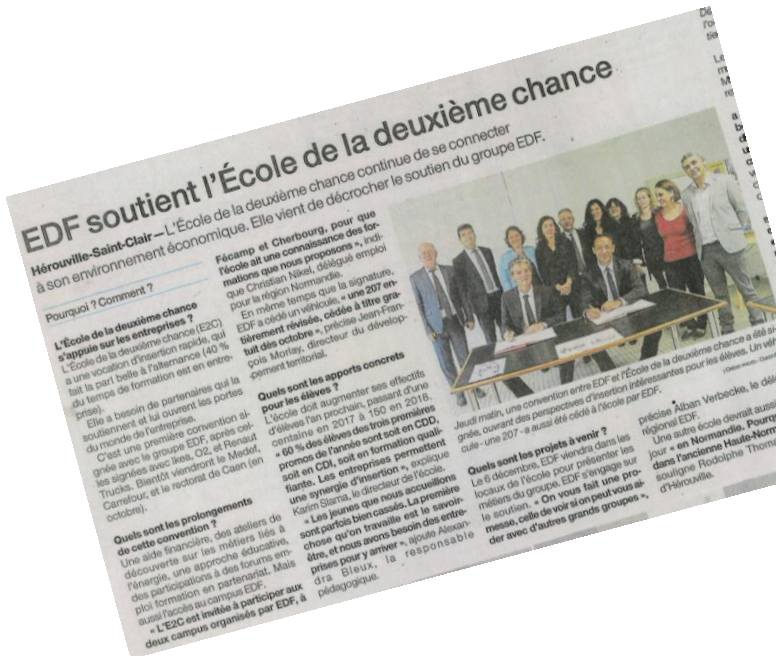 EDF soutient l'École de la deuxième chance
Hérouville-Saint-Clair – L'École de la deuxième chance continue de se connecter
à son environnement économique. Elle vient de décrocher le soutien du groupe EDF.
Pourquoi ? Comment ?
L'École de la deuxième chance
s'appuie sur les entreprises ?
L'École de la deuxième chance (E2C)
a une vocation d'insertion rapide, qui
fait la part belle à l'alternance (40 %
du temps de formation est en entre-
prise).
Elle a besoin de partenaires qui la
soutiennent et lui ouvrent les portes
du monde de l'entreprise.
C'est une première convention si-
gnée avec le groupe EDF, après cel-
les signées avec Ikea, O2, et Renaut
Trucks. Bientôt viendront le Medef,
Carrefour, et le rectorat de Caen (en
octobre).
Quels sont les prolongements
de cette convention ?
Une aide financière, des ateliers de
découverte sur les métiers liés à
l'énergie, une approche éducative,
des participations à des forums em-
ploi formation en partenariat. Mais
aussi l'accès au campus EDF.
« L'E2C est invitée à participer aux
deux campus organisés par EDF, à
Fécamp et Cherbourg, pour que
l'école ait une connaissance des for-
mations que nous proposons », indi-
que Christian Nikel, délégué emploi
pour la région Normandie.
En même temps que la signature,
EDF a cédé un véhicule, « une 207 en-
tièrement révisée, cédée à titre gra-
tuit dès octobre », précise Jean-Fran-
çois Morlay, directeur du dévelop-
pement territorial.
Quels sont les apports concrets
pour les élèves ?
L'école doit augmenter ses effectifs
d'élèves l'an prochain, passant d'une
centaine en 2017 à 150 en 2018.
« 60 % des élèves des trois premières
promos de l'année sont soit en CDD,
soit en CDI, soit en formation quali-
fiante. Les entreprises permettent
une synergie d'insertion », explique
Karim Slama, le directeur de l'école.
« Les jeunes que nous accueillons
sont parfois bien cassés. La première
chose qu'on travaille est le savoir-
être, et nous avons besoin des entre-
prises pour y arriver », ajoute Alexan-
dra Bleux, la responsable
pédagogique.
Jeudi matin, une convention entre EDF et l'École de la deuxième chance a été si
gnée, ouvrant des perspectives d'insertion intéressantes pour les élèves. Un véh
cule - une 207 - a aussi été cédé à l'école par EDF.
Quels sont les projets à venir ?
Le 6 décembre, EDF viendra dans les
locaux de l'école pour présenter les
métiers du groupe. EDF s'engage sur
le soutien. « On vous fait une pro-
messe, celle de voir si on peut vous ai-
der avec d'autres grands groupes »,
précise Alban Verbecke, le délé
régional EDF.
Une autre école devrait aussi
jour « en Normandie. Pourq
dans l'ancienne Haute-Norm
souligne Rodolphe Thom
d'Hérouville.